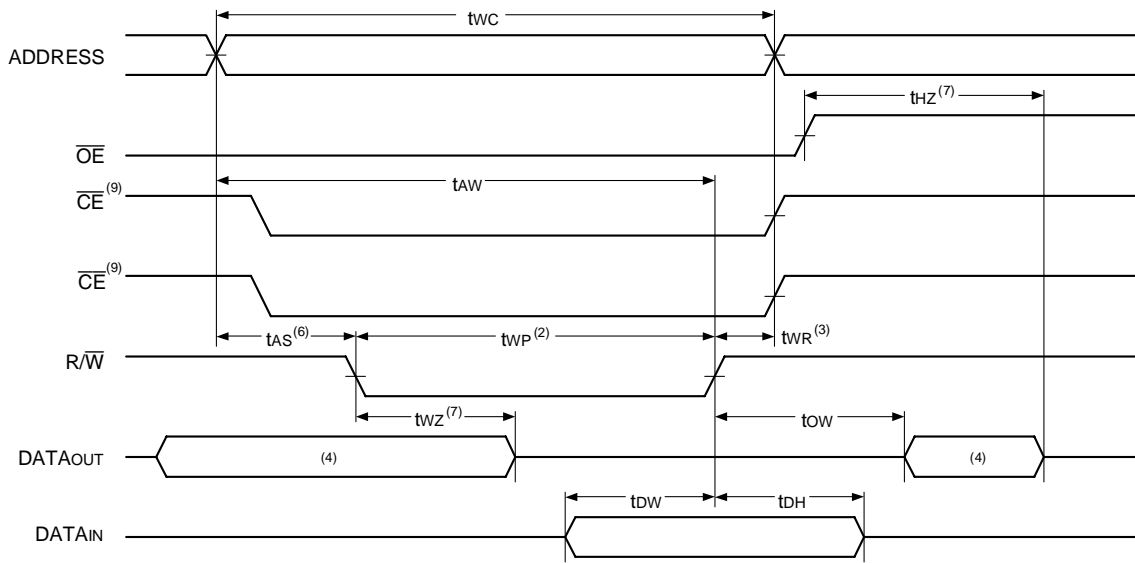 tWC
ADDRESS
tHZ(7)
OE
tAW
CE(9)
CE(9)
tAS(6) tWP(2) tWR(3)
R/W
tWZ(7) tOW
DATAOUT (4) (4)
tDW tDH
DATAIN